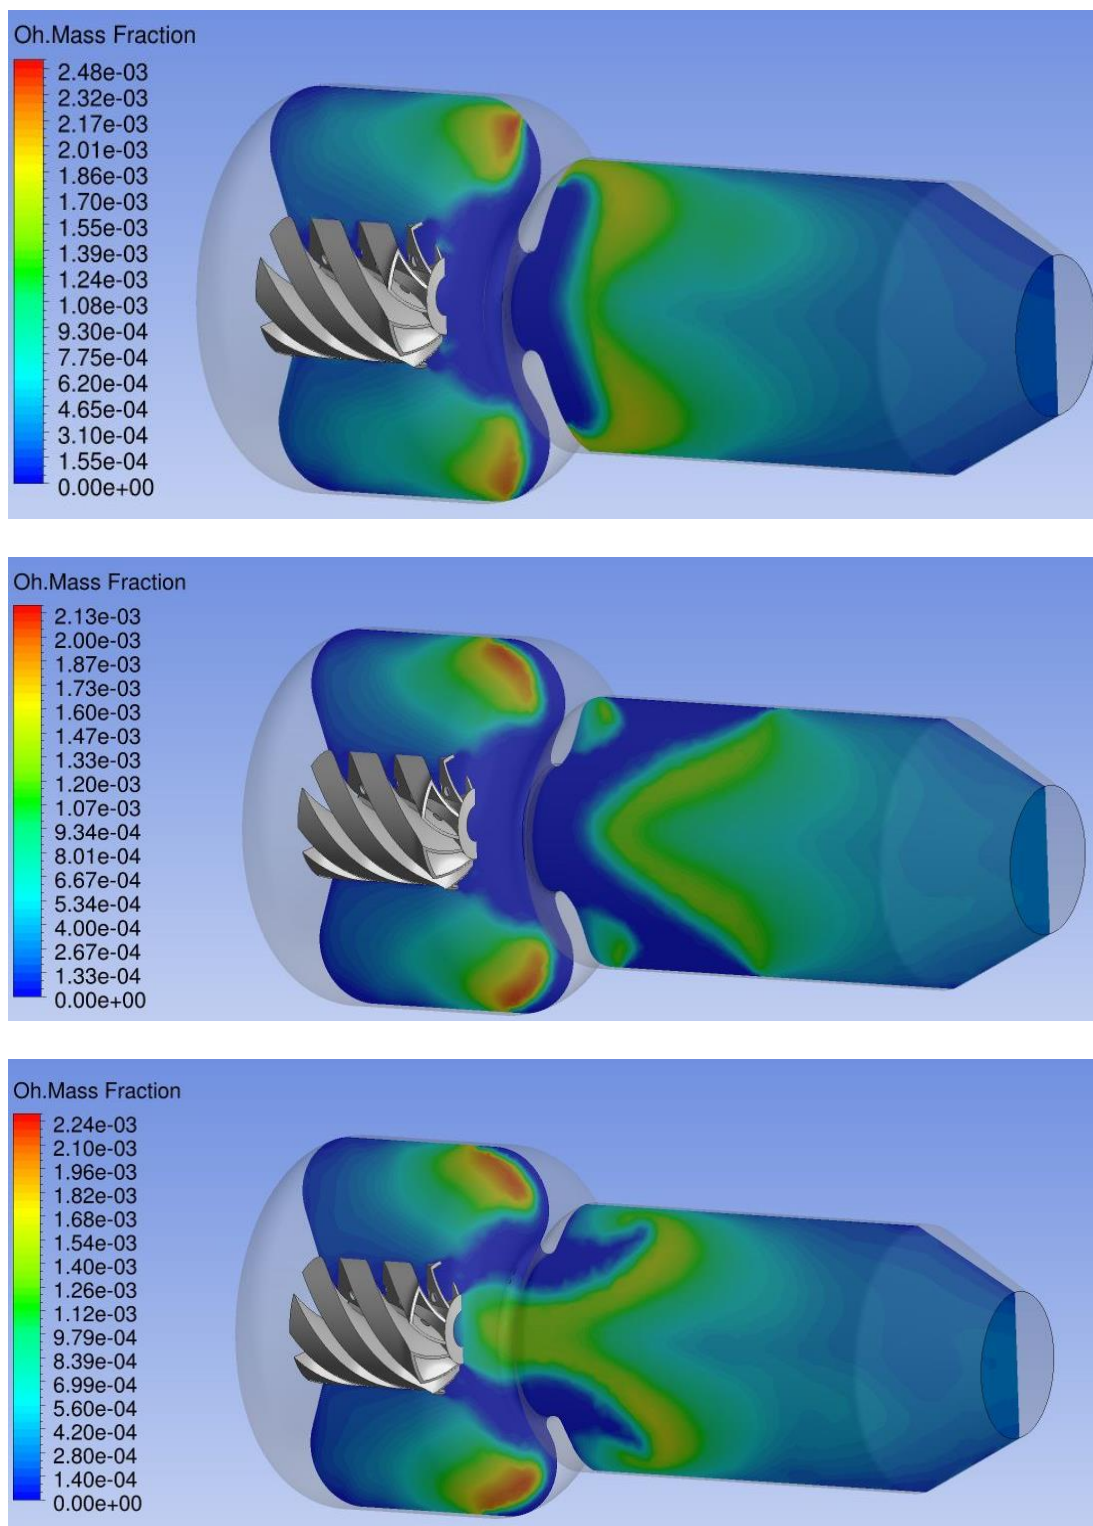 Oh.Mass Fraction
2.48e-03
2.32e-03
2.17e-03
2.01e-03
1.86e-03
1.70e-03
1.55e-03
1.39e-03
1.24e-03
1.08e-03
9.30e-04
7.75e-04
6.20e-04
4.65e-04
3.10e-04
1.55e-04
0.00e+00
Oh.Mass Fraction
2.13e-03
2.00e-03
1.87e-03
1.73e-03
1.60e-03
1.47e-03
1.33e-03
1.20e-03
1.07e-03
9.34e-04
8.01e-04
6.67e-04
5.34e-04
4.00e-04
2.67e-04
1.33e-04
0.00e+00
Oh.Mass Fraction
2.24e-03
2.10e-03
1.96e-03
1.82e-03
1.68e-03
1.54e-03
1.40e-03
1.26e-03
1.12e-03
9.79e-04
8.39e-04
6.99e-04
5.60e-04
4.20e-04
2.80e-04
1.40e-04
0.00e+00